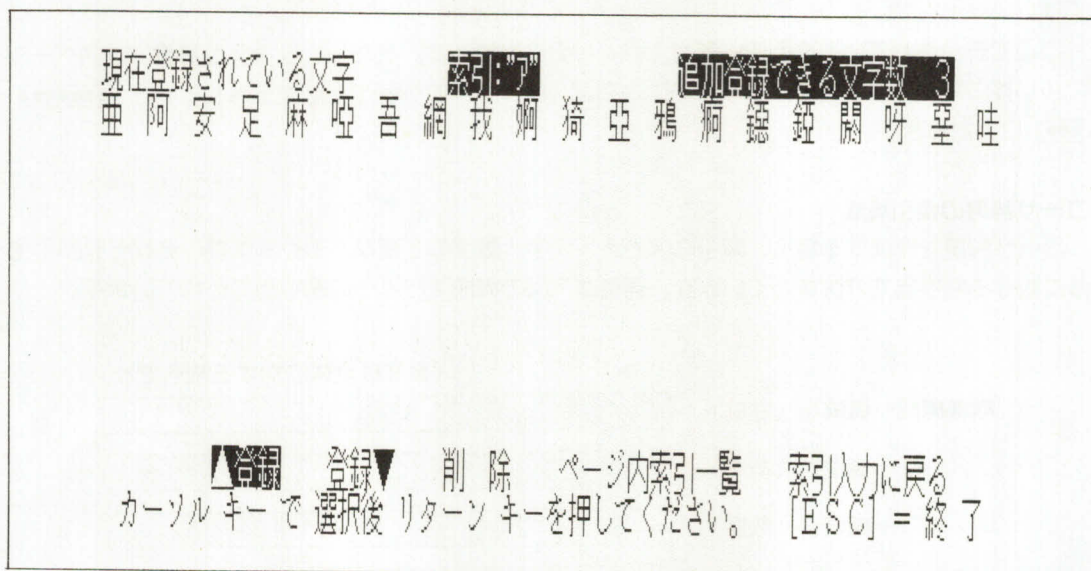 現在登録されている文字 索引:"ア" 追加登録できる文字数 3
亜 阿 安 足 麻 唖 吾 網 我 婀 猗 亞 鴉 痾 鐚 錏 閼 呀 堊 哇
△登録 登録▼ 削 除 ページ内索引一覧 索引入力に戻る
カーソル キーで 選択後 リターン キーを押してください。 [ESC] = 終 了